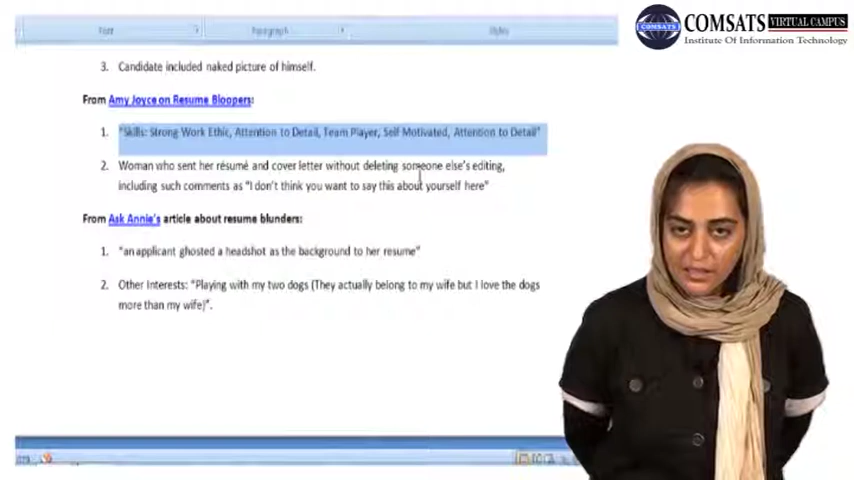 COMSATS VIRTUAL CAMPUS
Institute Of Information Technology
COMSATS
Font Paragraph Styles
3. Candidate included naked picture of himself.
From Amy Joyce on Resume Bloopers:
1. "Skills: Strong Work Ethic, Attention to Detail, Team Player, Self Motivated, Attention to Detail"
2. Woman who sent her résumé and cover letter without deleting someone else's editing,
including such comments as "I don't think you want to say this about yourself here"
From Ask Annie's article about resume blunders:
1. "an applicant ghosted a headshot as the background to her resume"
2. Other Interests: "Playing with my two dogs (They actually belong to my wife but I love the dogs
more than my wife)".